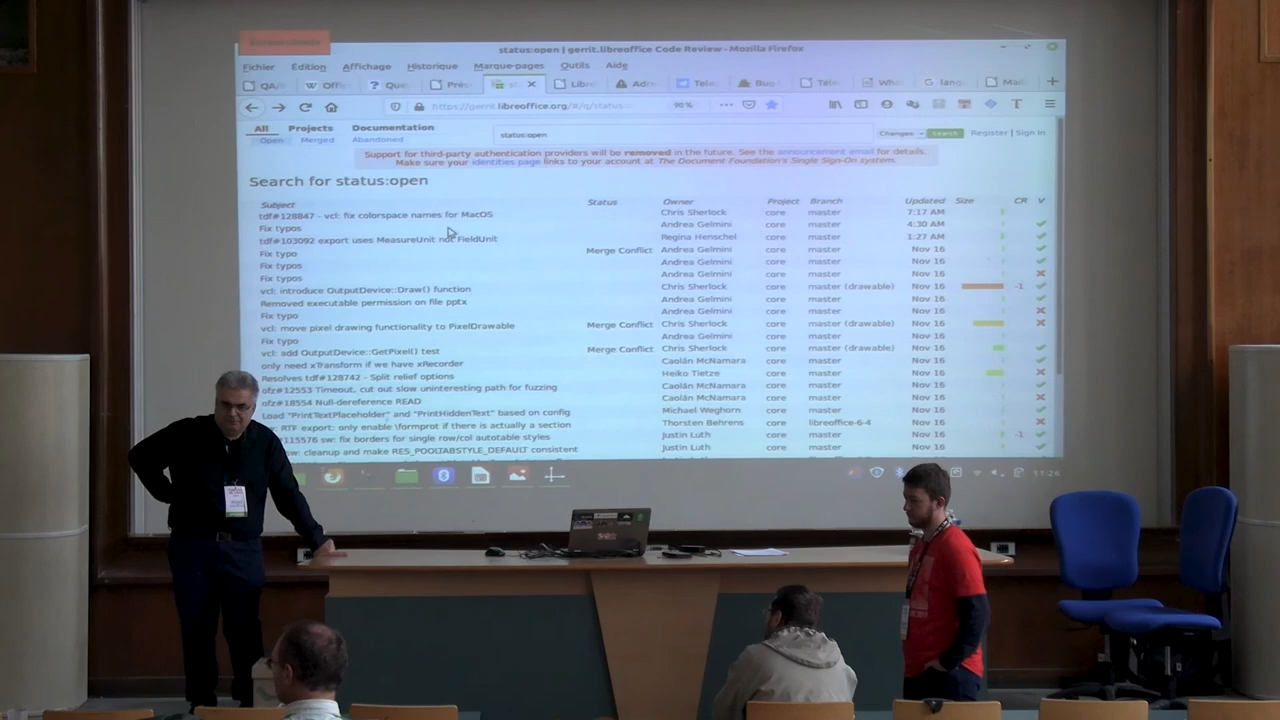 status:open | gerrit.libreoffice Code Review - Mozilla Firefox
Fichier Édition Affichage Historique Marque-pages Outils Aide
https://gerrit.libreoffice.org/#/q/status: 90 %
All Projects Documentation
Open Merged Abandoned
status:open Changes Search Register | Sign In
Support for third-party authentication providers will be removed in the future. See the announcement email for details.
Make sure your identities page links to your account at The Document Foundation's Single Sign-On system.
Search for status:open
Subject Status Owner Project Branch Updated Size CR V
tdf#128847 - vcl: fix colorspace names for MacOS Chris Sherlock core master 7:17 AM
Fix typos Andrea Gelmini core master 4:30 AM
tdf#103092 export uses MeasureUnit not FieldUnit Regina Henschel core master 1:27 AM
Fix typo Merge Conflict Andrea Gelmini core master Nov 16
Fix typos Andrea Gelmini core master Nov 16
Fix typos Andrea Gelmini core master Nov 16
vcl: introduce OutputDevice::Draw() function Chris Sherlock core master (drawable) Nov 16 -1
Removed executable permission on file pptx Andrea Gelmini core master Nov 16
Fix typo Andrea Gelmini core master Nov 16
vcl: move pixel drawing functionality to PixelDrawable Merge Conflict Chris Sherlock core master (drawable) Nov 16
Fix typo Andrea Gelmini core master Nov 16
vcl: add OutputDevice::GetPixel() test Merge Conflict Chris Sherlock core master (drawable) Nov 16
only need xTransform if we have xRecorder Caolán McNamara core master Nov 16
Resolves tdf#128742 - Split relief options Heiko Tietze core master Nov 16
ofz#12553 Timeout, cut out slow uninteresting path for fuzzing Caolán McNamara core master Nov 16
ofz#18554 Null-dereference READ Caolán McNamara core master Nov 16
Load "PrintTextPlaceholder" and "PrintHiddenText" based on config Michael Weghorn core master Nov 16
RTF export: only enable \formprot if there is actually a section Thorsten Behrens core libreoffice-6-4 Nov 16
#115576 sw: fix borders for single row/col autotable styles Justin Luth core master Nov 16 -1
sw: cleanup and make RES_POOLTABSTYLE_DEFAULT consistent Justin Luth core master Nov 16
11:26